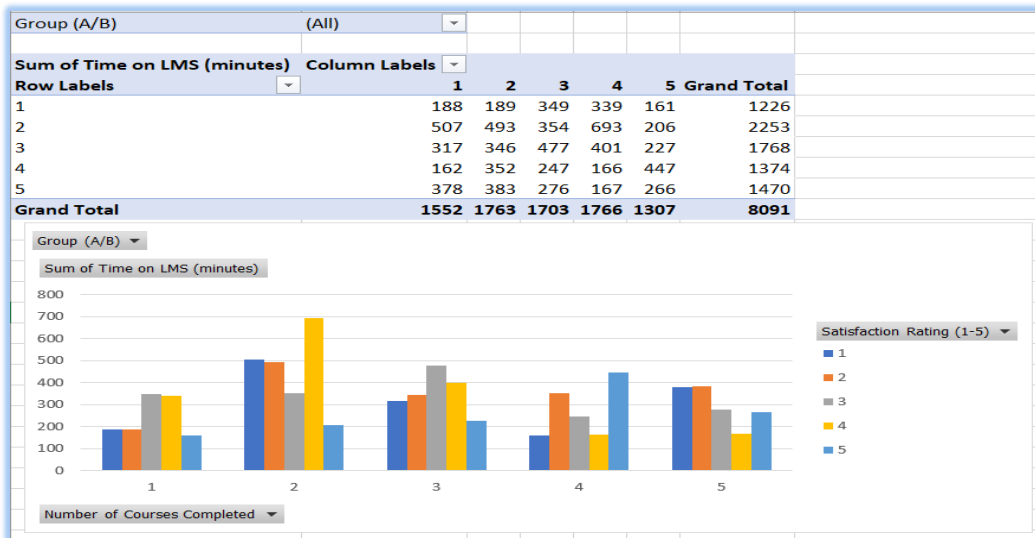 Group (A/B) (All)
Sum of Time on LMS (minutes) Column Labels
Row Labels 1 2 3 4 5 Grand Total
1 188 189 349 339 161 1226
2 507 493 354 693 206 2253
3 317 346 477 401 227 1768
4 162 352 247 166 447 1374
5 378 383 276 167 266 1470
Grand Total 1552 1763 1703 1766 1307 8091
Group (A/B)
Sum of Time on LMS (minutes)
800
700
600
500
400
300
200
100
0
1 2 3 4 5
Number of Courses Completed
Satisfaction Rating (1-5)
1
2
3
4
5